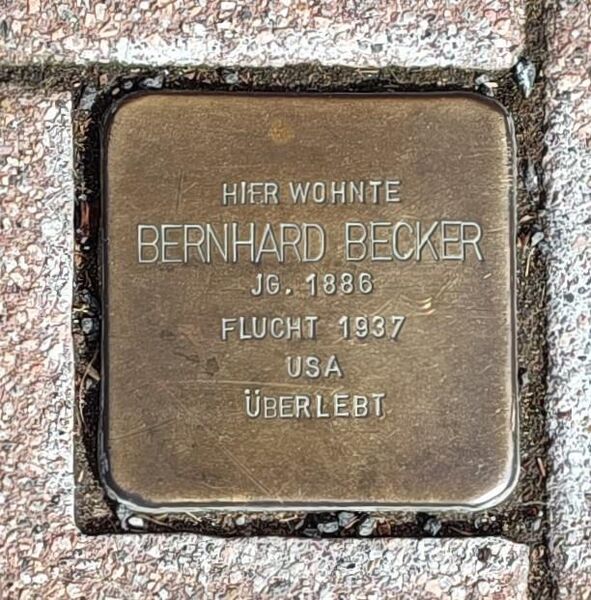 HIER WOHNTE
BERNHARD BECKER
JG. 1886
FLUCHT 1937
USA
ÜBERLEBT